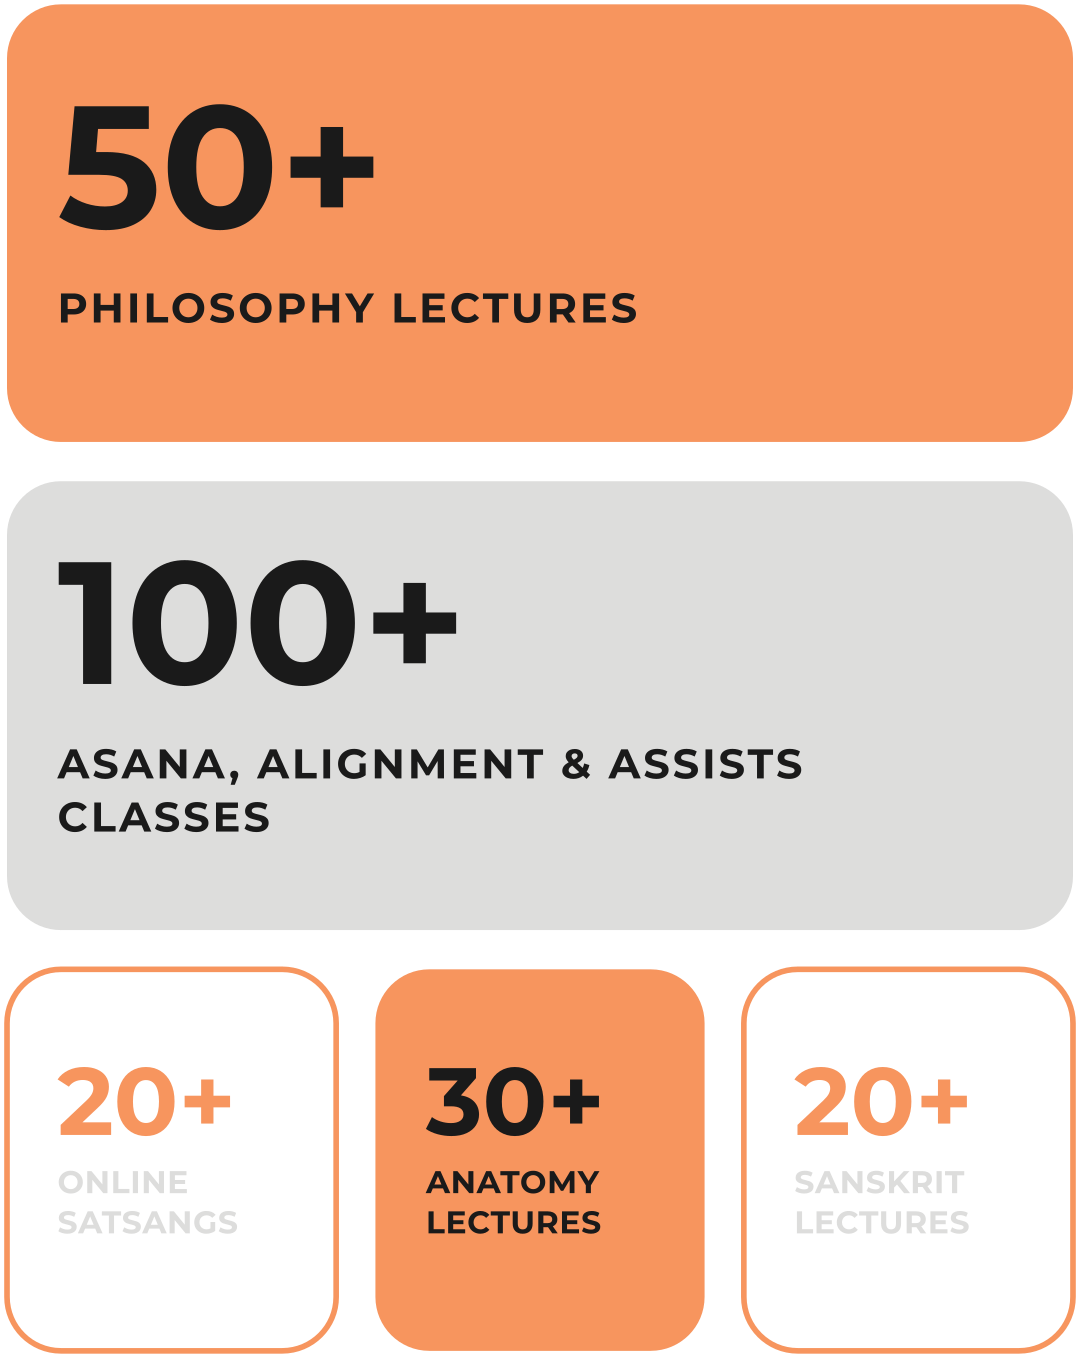 50+
PHILOSOPHY LECTURES
100+
ASANA, ALIGNMENT & ASSISTS
CLASSES
20+
ONLINE
SATSANGS
30+
ANATOMY
LECTURES
20+
SANSKRIT
LECTURES